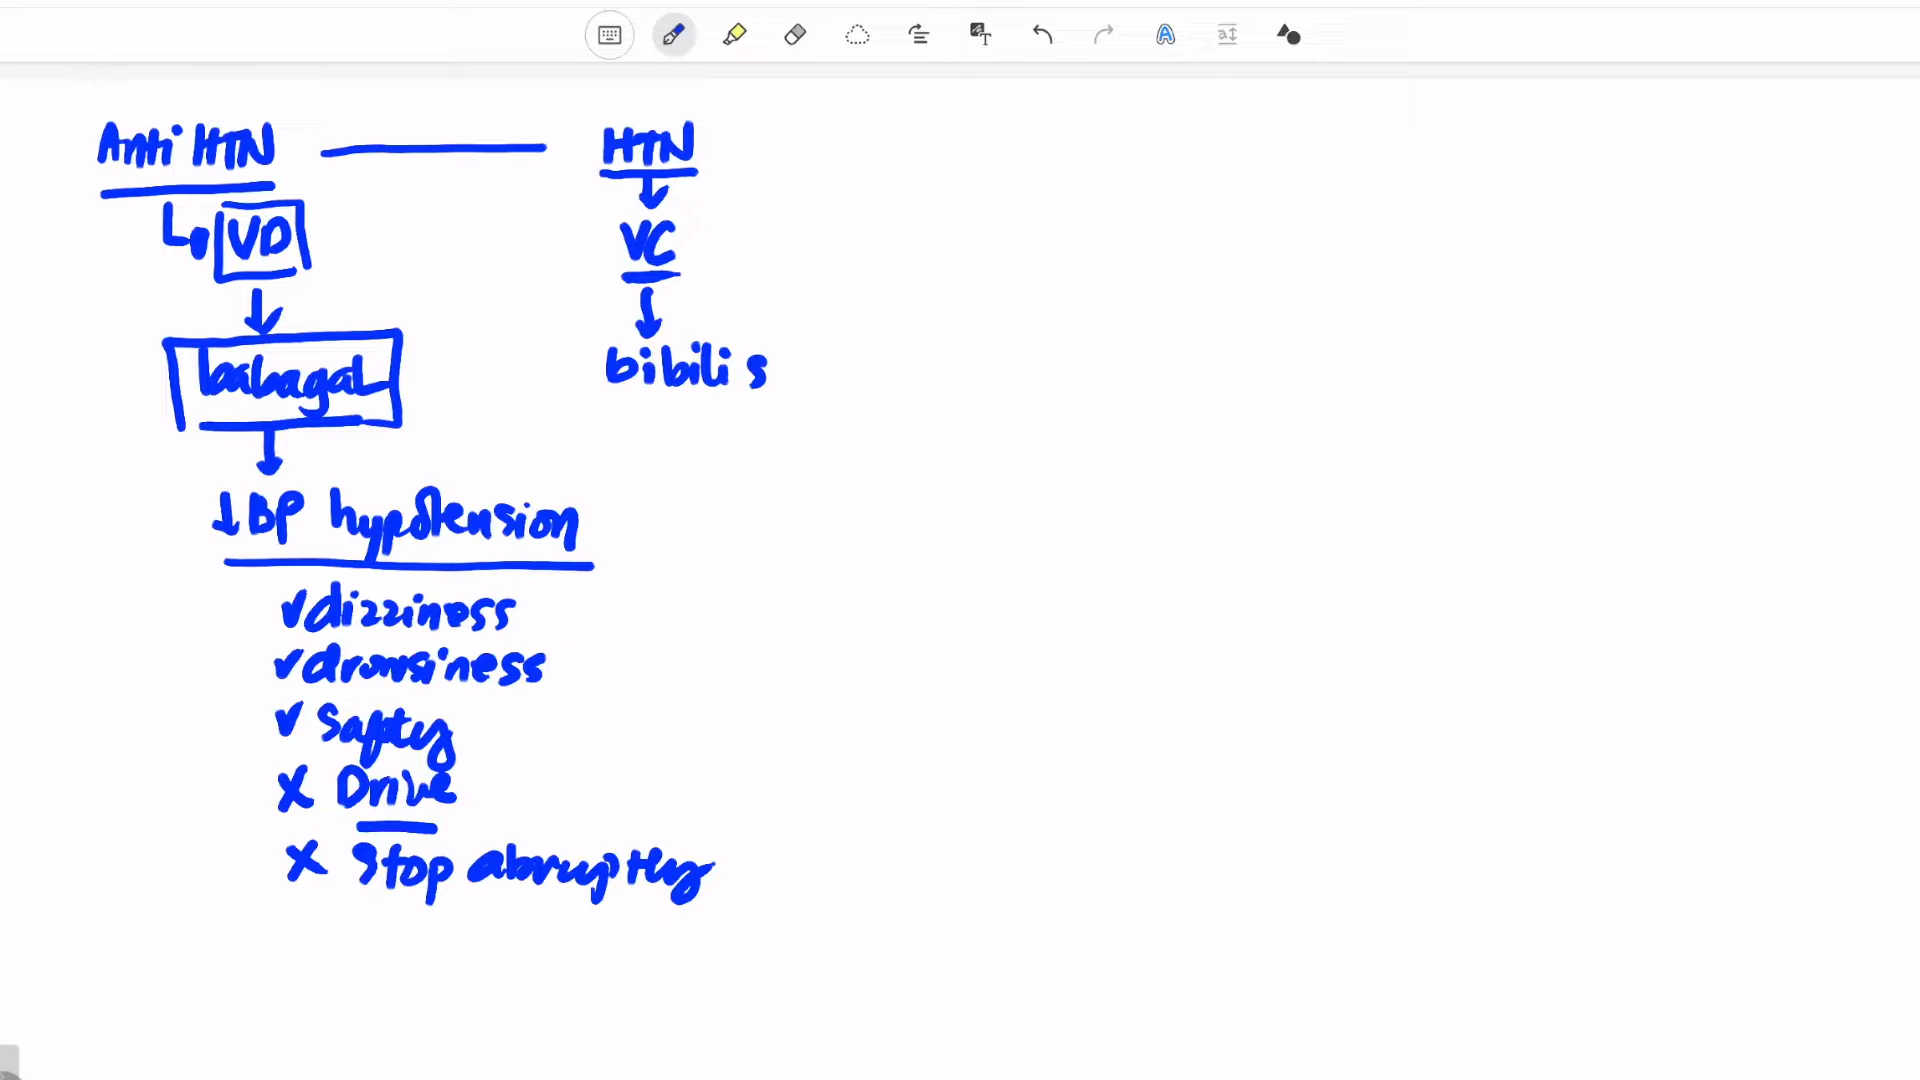 Anti HTN — HTN
↳ VD
↓
VC
↓
babagal
bibilis
↓ BP hypotension
✓ dizziness
✓ drowsiness
✓ Safety
X Drive
X Stop abruptly